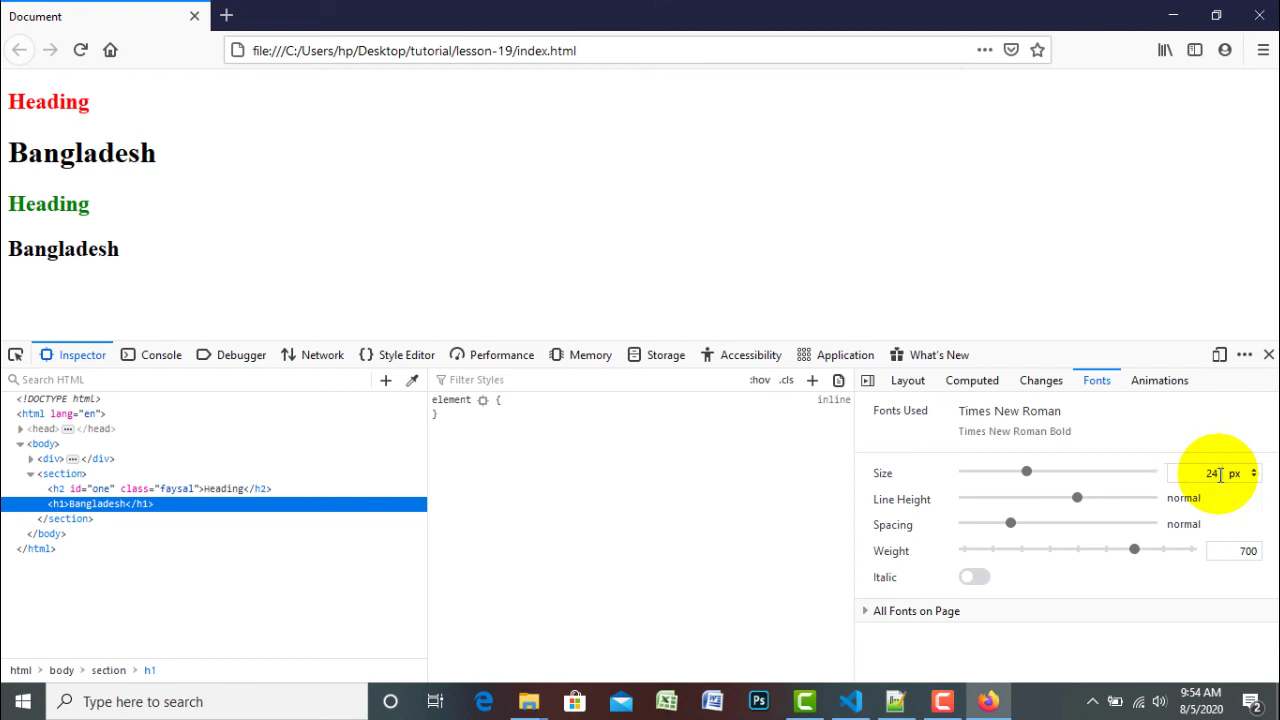 Document
file:///C:/Users/hp/Desktop/tutorial/lesson-19/index.html
Heading
Bangladesh
Heading
Bangladesh
Inspector Console Debugger Network Style Editor Performance Memory Storage Accessibility Application What's New
Search HTML
Filter Styles :hov .cls
Layout Computed Changes Fonts Animations
<!DOCTYPE html>
<html lang="en">
<head> </head>
<body>
<div> </div>
<section>
<h2 id="one" class="faysal">Heading</h2>
<h1>Bangladesh</h1>
</section>
</body>
</html>
element { inline
}
Fonts Used Times New Roman
Times New Roman Bold
Size 24 px
Line Height normal
Spacing normal
Weight 700
Italic
All Fonts on Page
html body section h1
Type here to search
9:54 AM
8/5/2020
2